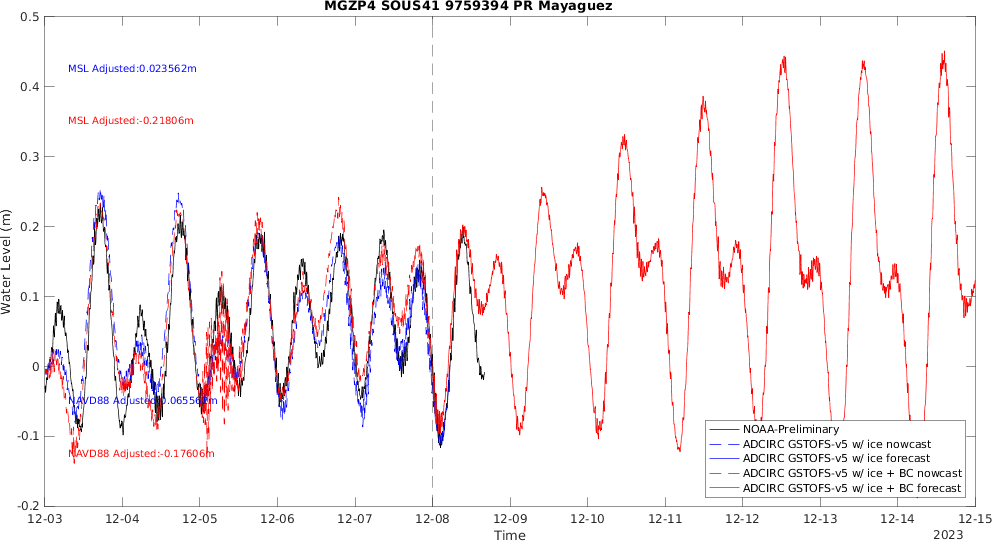 MGZP4 SOUS41 9759394 PR Mayaguez
0.5
0.4
0.3
0.2
0.1
0
-0.1
-0.2
Water Level (m)
MSL Adjusted:0.023562m
MSL Adjusted:-0.21806m
NAVD88 Adjusted:0.065562m
NAVD88 Adjusted:-0.17606m
NOAA-Preliminary
ADCIRC GSTOFS-v5 w/ ice nowcast
ADCIRC GSTOFS-v5 w/ ice forecast
ADCIRC GSTOFS-v5 w/ ice + BC nowcast
ADCIRC GSTOFS-v5 w/ ice + BC forecast
12-03 12-04 12-05 12-06 12-07 12-08 12-09 12-10 12-11 12-12 12-13 12-14 12-15
Time
2023